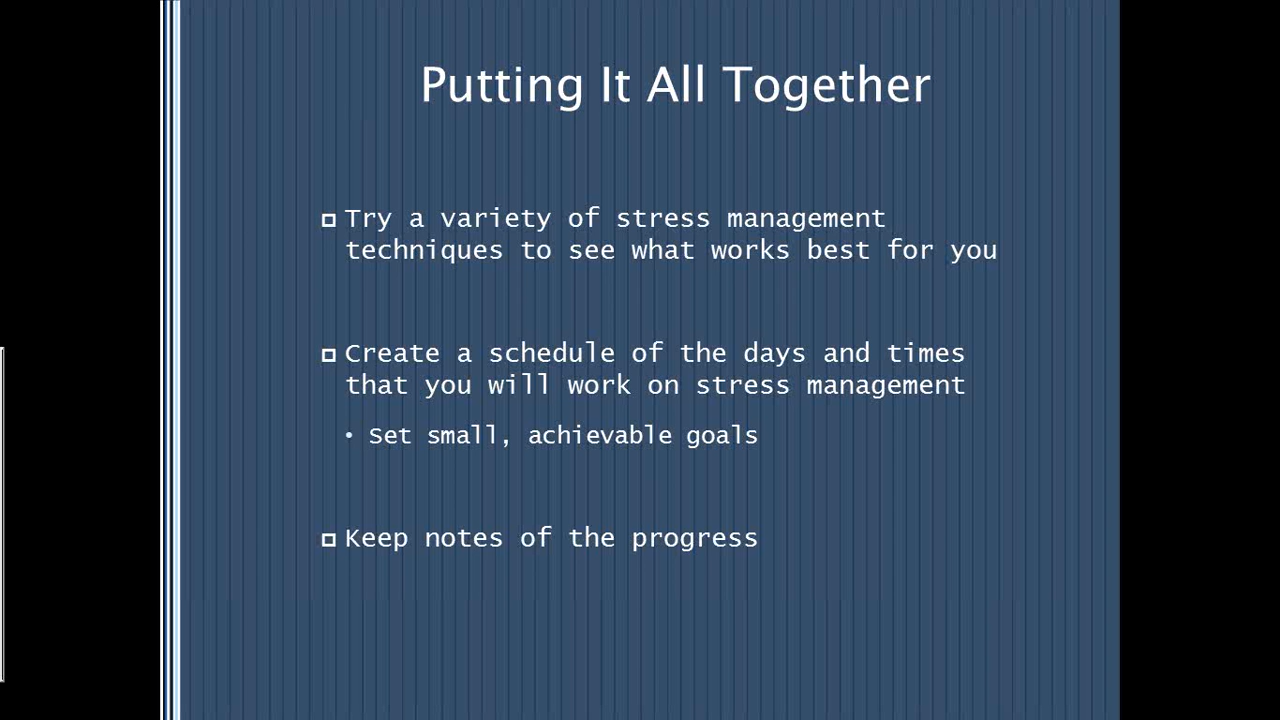 Putting It All Together
Try a variety of stress management
techniques to see what works best for you
Create a schedule of the days and times
that you will work on stress management
• Set small, achievable goals
Keep notes of the progress